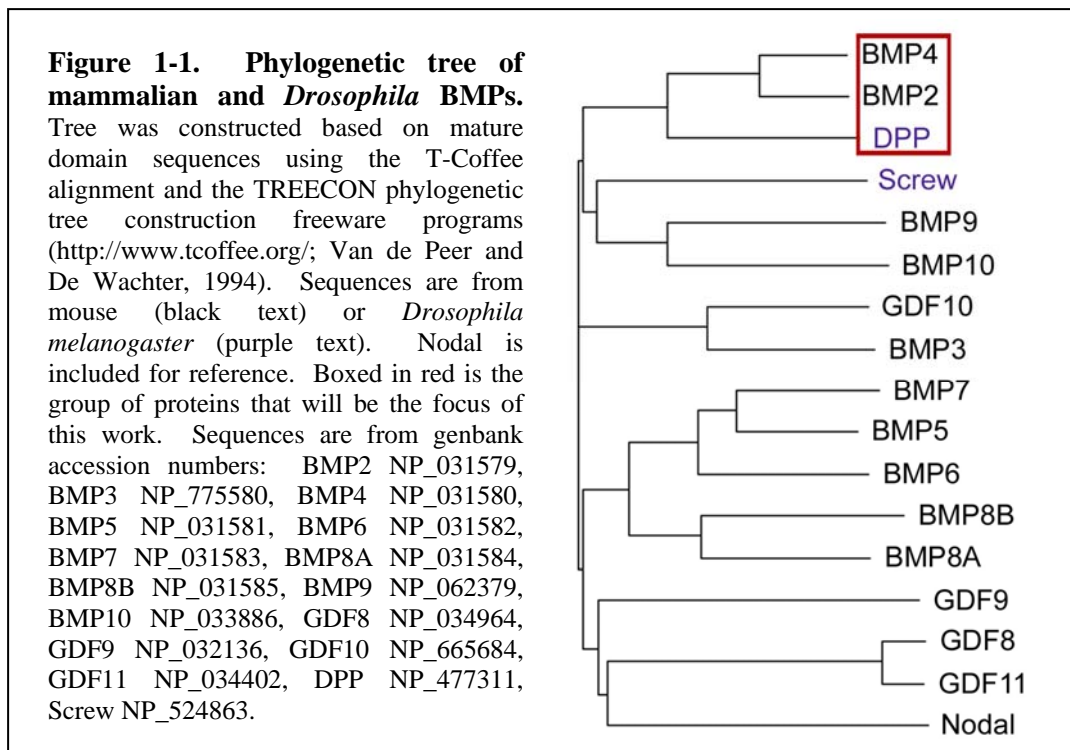 Figure 1-1. Phylogenetic tree of
mammalian and Drosophila BMPs.
Tree was constructed based on mature
domain sequences using the T-Coffee
alignment and the TREECON phylogenetic
tree construction freeware programs
(http://www.tcoffee.org/; Van de Peer and
De Wachter, 1994). Sequences are from
mouse (black text) or Drosophila
melanogaster (purple text). Nodal is
included for reference. Boxed in red is the
group of proteins that will be the focus of
this work. Sequences are from genbank
accession numbers: BMP2 NP_031579,
BMP3 NP_775580, BMP4 NP_031580,
BMP5 NP_031581, BMP6 NP_031582,
BMP7 NP_031583, BMP8A NP_031584,
BMP8B NP_031585, BMP9 NP_062379,
BMP10 NP_033886, GDF8 NP_034964,
GDF9 NP_032136, GDF10 NP_665684,
GDF11 NP_034402, DPP NP_477311,
Screw NP_524863.
BMP4
BMP2
DPP
Screw
BMP9
BMP10
GDF10
BMP3
BMP7
BMP5
BMP6
BMP8B
BMP8A
GDF9
GDF8
GDF11
Nodal